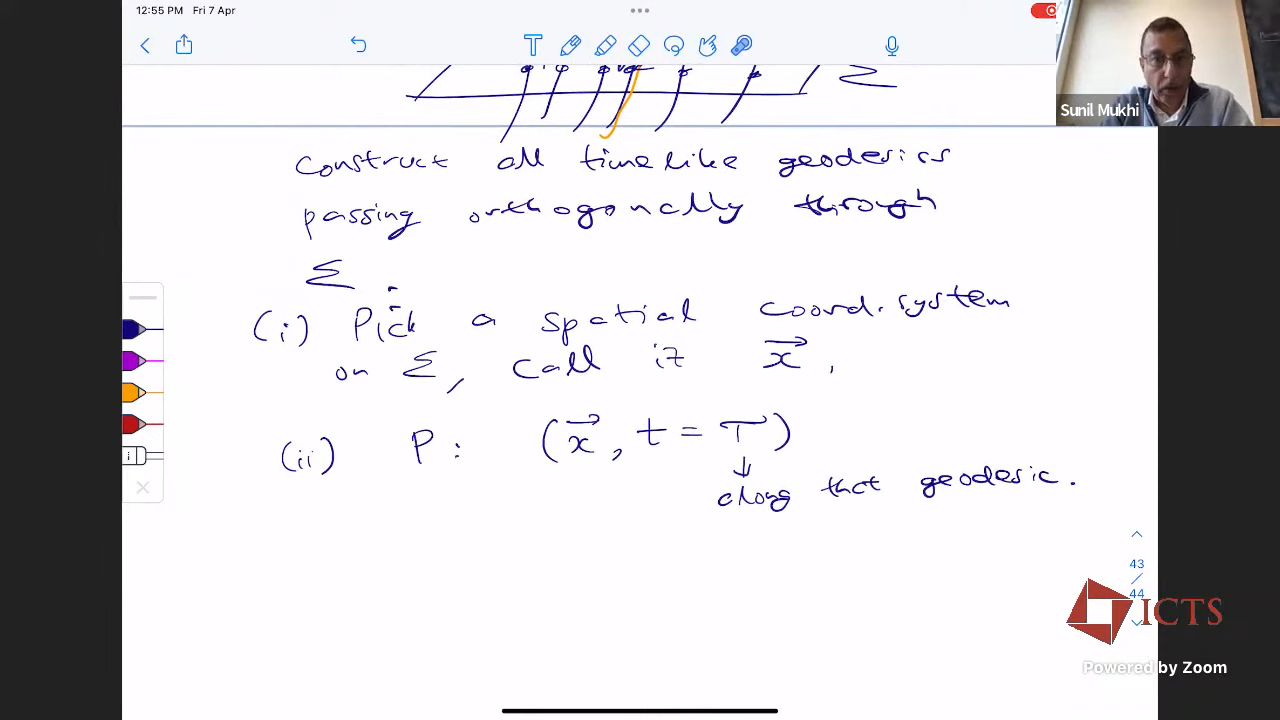 12:55 PM Fri 7 Apr
Σ
Sunil Mukhi
Construct all timelike geodesics
passing orthogonally through
Σ :
(i) Pick a spatial coord. system
on Σ, call it x⃗,
(ii) P : (x⃗, t = τ)
↓
along that geodesic.
43
/
44
ICTS
Powered by Zoom